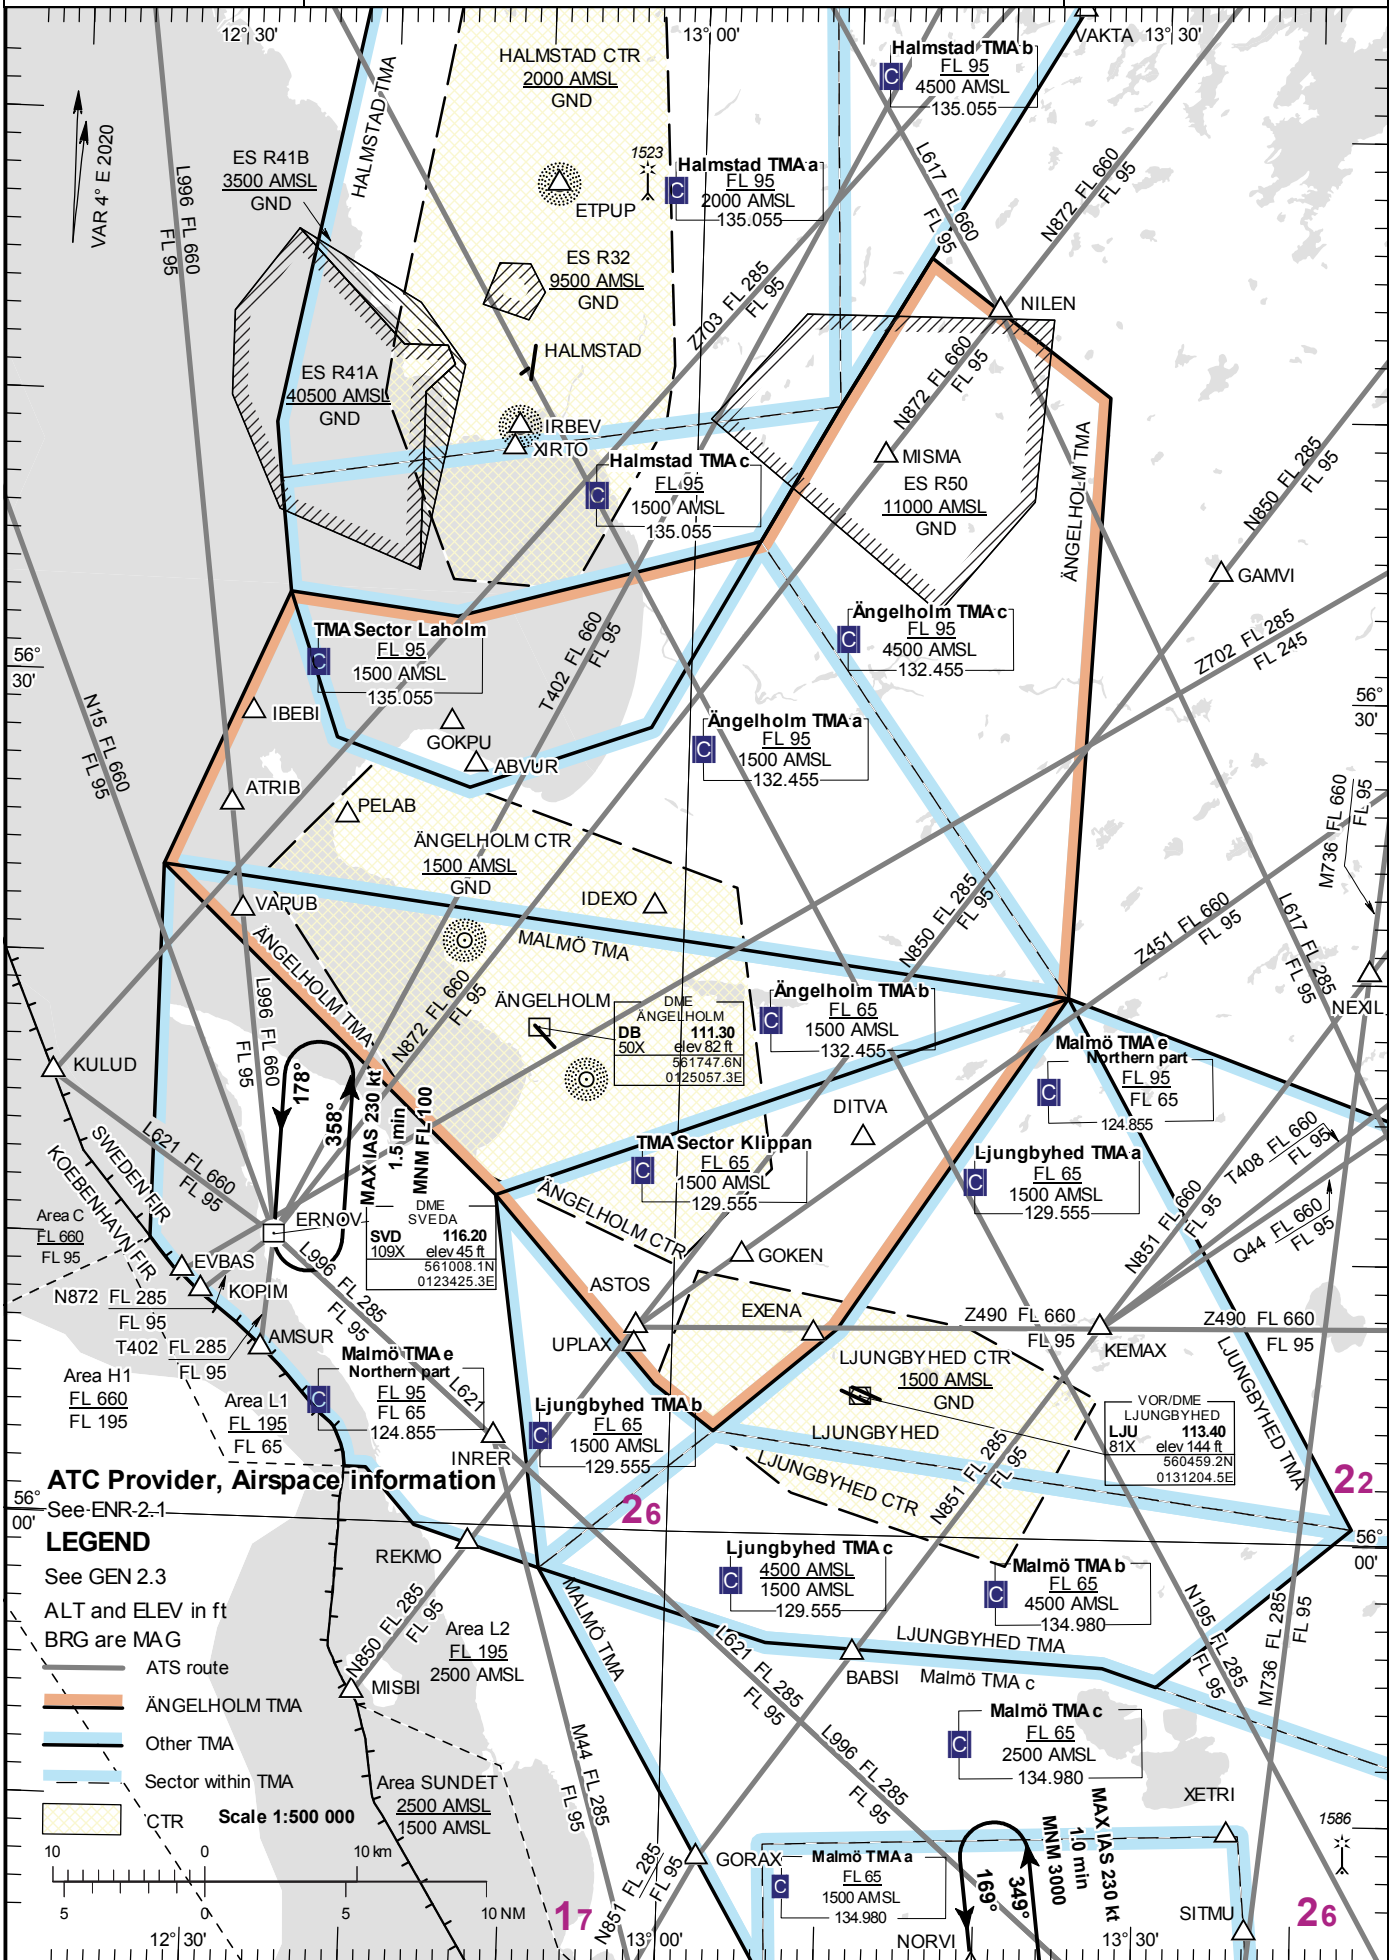 12° 30'
13° 00'
13° 30'
VAKTA
HALMSTAD CTR
2000 AMSL
GND
Halmstad TMA b
FL 95
4500 AMSL
135.055
C
HALMSTAD TMA
VAR 4° E 2020
ES R41B
3500 AMSL
GND
L996 FL 660
FL 95
1523
Halmstad TMA a
FL 95
2000 AMSL
135.055
C
ETPUP
L617 FL 660
FL 95
N872 FL 660
FL 95
ES R32
9500 AMSL
GND
Z703 FL 285
FL 95
NILEN
HALMSTAD
ES R41A
40500 AMSL
GND
N872 FL 660
FL 95
IRBEV
XIRTO
MISMA
ES R50
11000 AMSL
GND
ÄNGELHOLM TMA
Halmstad TMA c
FL 95
1500 AMSL
135.055
C
N850 FL 285
FL 95
GAMVI
TMA Sector Laholm
FL 95
1500 AMSL
135.055
C
T402 FL 660
FL 95
Ängelholm TMA c
FL 95
4500 AMSL
132.455
C
Z702 FL 285
FL 245
56°
30'
56°
30'
N15 FL 660
FL 95
IBEBI
GOKPU
ABVUR
Ängelholm TMA a
FL 95
1500 AMSL
132.455
C
ATRIB
PELAB
ÄNGELHOLM CTR
1500 AMSL
GND
M736 FL 660
FL 95
VAPUB
IDEXO
ÄNGELHOLM TMA
MALMÖ TMA
N850 FL 285
FL 95
Z451 FL 660
FL 95
L617 FL 285
FL 95
NEXIL
L996 FL 660
FL 95
N872 FL 660
FL 95
ÄNGELHOLM
DME
ÄNGELHOLM
DB 111.30
50X elev 82 ft
561747.6N
0125057.3E
Ängelholm TMA b
FL 65
1500 AMSL
132.455
C
KULUD
178°
358°
MAX IAS 230 kt
1.5 min
MNM FL 100
Malmö TMA e
Northern part
FL 95
FL 65
124.855
C
DITVA
L621 FL 660
FL 95
SWEDEN FIR
KOEBENHAVN FIR
TMA Sector Klippan
FL 65
1500 AMSL
129.555
C
Ljungbyhed TMA a
FL 65
1500 AMSL
129.555
C
T408 FL 660
FL 95
Q44 FL 660
FL 95
N851 FL 660
FL 95
Area C
FL 660
FL 95
ERNOV
DME
SVEDA
SVD 116.20
109X elev 45 ft
561008.1N
0123425.3E
ÄNGELHOLM CTR
GOKEN
EVBAS
KOPIM
N872 FL 285
FL 95
T402 FL 285
FL 95
AMSUR
L996 FL 285
FL 95
ASTOS
UPLAX
EXENA
Z490 FL 660
FL 95
Z490 FL 660
FL 95
KEMAX
Area H1
FL 660
FL 195
Area L1
FL 195
FL 65
Malmö TMA e
Northern part
FL 95
FL 65
124.855
C
L621
LJUNGBYHED CTR
1500 AMSL
GND
LJUNGBYHED TMA
Ljungbyhed TMA b
FL 65
1500 AMSL
129.555
C
LJUNGBYHED
VOR/DME
LJUNGBYHED
LJU 113.40
81X elev 144 ft
560459.2N
0131204.5E
INRER
LJUNGBYHED CTR
N851 FL 285
FL 95
ATC Provider, Airspace information
See ENR 2.1
26
22
56°
00'
56°
00'
LEGEND
See GEN 2.3
ALT and ELEV in ft
BRG are MAG
ATS route
ÄNGELHOLM TMA
Other TMA
Sector within TMA
CTR
Scale 1:500 000
10 0 10 km
5 0 5 10 NM
REKMO
N850 FL 285
FL 95
MISBI
Area L2
FL 195
2500 AMSL
MALMÖ TMA
Ljungbyhed TMA c
4500 AMSL
1500 AMSL
129.555
C
Malmö TMA b
FL 65
4500 AMSL
134.980
C
L621 FL 285
FL 95
LJUNGBYHED TMA
BABSI
Malmö TMA c
N195 FL 285
FL 95
M736 FL 285
FL 95
Malmö TMA c
FL 65
2500 AMSL
134.980
C
L996 FL 285
FL 95
M44 FL 285
FL 95
Area SUNDET
2500 AMSL
1500 AMSL
XETRI
1586
GORAX
N851 FL 285
FL 95
Malmö TMA a
FL 65
1500 AMSL
134.980
C
169°
349°
MNM 3000
1.0 min
MAX IAS 230 kt
17
SITMU
26
NORVI
12° 30'
13° 00'
13° 30'